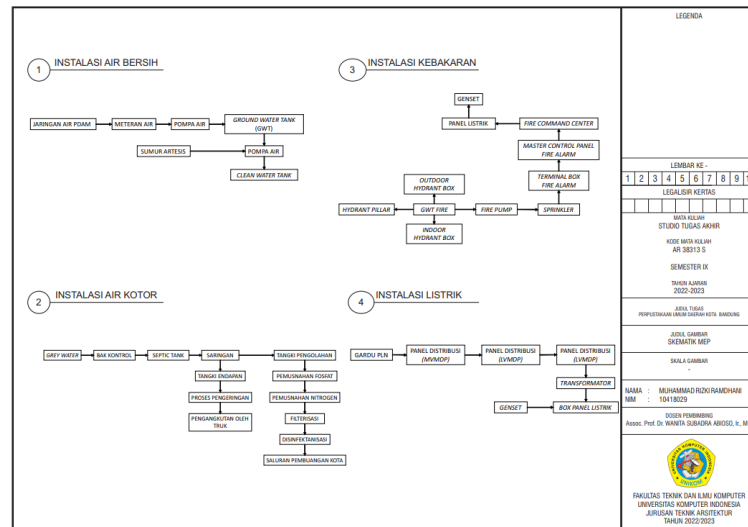 1
INSTALASI AIR BERSIH
JARINGAN AIR PDAM
METERAN AIR
POMPA AIR
GROUND WATER TANK
(GWT)
SUMUR ARTESIS
POMPA AIR
CLEAN WATER TANK
3
INSTALASI KEBAKARAN
GENSET
PANEL LISTRIK
FIRE COMMAND CENTER
MASTER CONTROL PANEL
FIRE ALARM
TERMINAL BOX
FIRE ALARM
OUTDOOR
HYDRANT BOX
HYDRANT PILLAR
GWT FIRE
FIRE PUMP
SPRINKLER
INDOOR
HYDRANT BOX
2
INSTALASI AIR KOTOR
GREY WATER
BAK KONTROL
SEPTIC TANK
SARINGAN
TANGKI PENGOLAHAN
TANGKI ENDAPAN
PEMUSNAHAN FOSFAT
PROSES PENGERINGAN
PEMUSNAHAN NITROGEN
PENGANGKUTAN OLEH
TRUK
FILTERISASI
DISINFEKTANISASI
SALURAN PEMBUANGAN KOTA
4
INSTALASI LISTRIK
GARDU PLN
PANEL DISTRIBUSI
(MVMDP)
PANEL DISTRIBUSI
(LVMDP)
PANEL DISTRIBUSI
(LVMDP)
TRANSFORMATOR
GENSET
BOX PANEL LISTRIK
LEGENDA
LEMBAR KE -
1 2 3 4 5 6 7 8 9 1
LEGALISIR KERTAS
MATA KULIAH
STUDIO TUGAS AKHIR
KODE MATA KULIAH
AR 38313 S
SEMESTER IX
TAHUN AJARAN
2022-2023
JUDUL TUGAS
PERPUSTAKAAN UMUM DAERAH KOTA BANDUNG
JUDUL GAMBAR
SKEMATIK MEP
SKALA GAMBAR
-
NAMA : MUHAMMAD RIZKI RAMDHANI
NIM : 10418029
DOSEN PEMBIMBING
Assoc. Prof. Dr. WANITA SUBADRA ABIOSO, Ir., M
UNIVERSITAS KOMPUTER INDONESIA
UNIKOM
FAKULTAS TEKNIK DAN ILMU KOMPUTER
UNIVERSITAS KOMPUTER INDONESIA
JURUSAN TEKNIK ARSITEKTUR
TAHUN 2022/2023